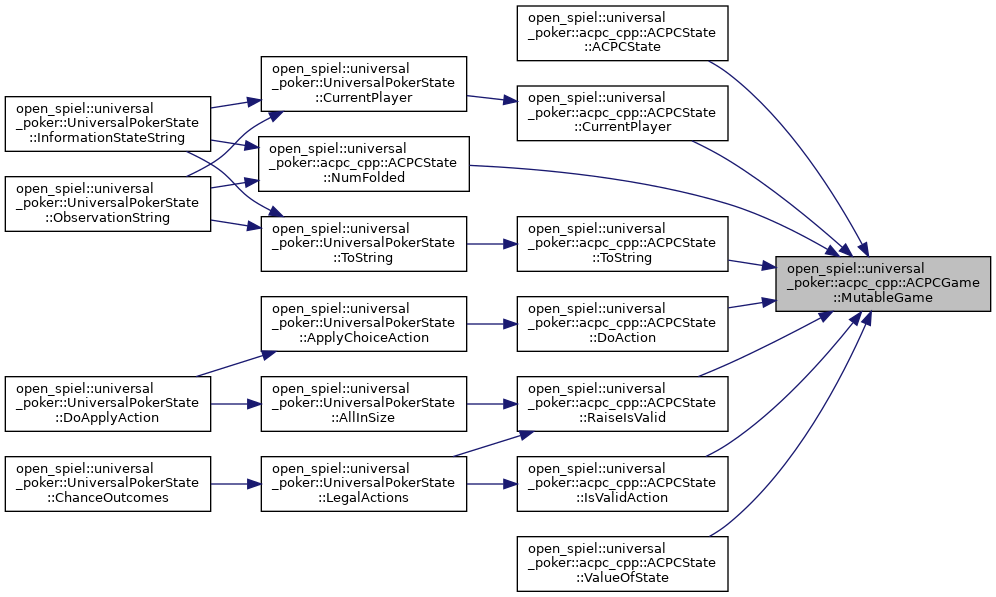 open_spiel::universal
_poker::acpc_cpp::ACPCState
::ACPCState
open_spiel::universal
_poker::UniversalPokerState
::CurrentPlayer
open_spiel::universal
_poker::acpc_cpp::ACPCState
::CurrentPlayer
open_spiel::universal
_poker::UniversalPokerState
::InformationStateString
open_spiel::universal
_poker::acpc_cpp::ACPCState
::NumFolded
open_spiel::universal
_poker::UniversalPokerState
::ObservationString
open_spiel::universal
_poker::UniversalPokerState
::ToString
open_spiel::universal
_poker::acpc_cpp::ACPCState
::ToString
open_spiel::universal
_poker::acpc_cpp::ACPCGame
::MutableGame
open_spiel::universal
_poker::UniversalPokerState
::ApplyChoiceAction
open_spiel::universal
_poker::acpc_cpp::ACPCState
::DoAction
open_spiel::universal
_poker::UniversalPokerState
::DoApplyAction
open_spiel::universal
_poker::UniversalPokerState
::AllInSize
open_spiel::universal
_poker::acpc_cpp::ACPCState
::RaiseIsValid
open_spiel::universal
_poker::UniversalPokerState
::ChanceOutcomes
open_spiel::universal
_poker::UniversalPokerState
::LegalActions
open_spiel::universal
_poker::acpc_cpp::ACPCState
::IsValidAction
open_spiel::universal
_poker::acpc_cpp::ACPCState
::ValueOfState